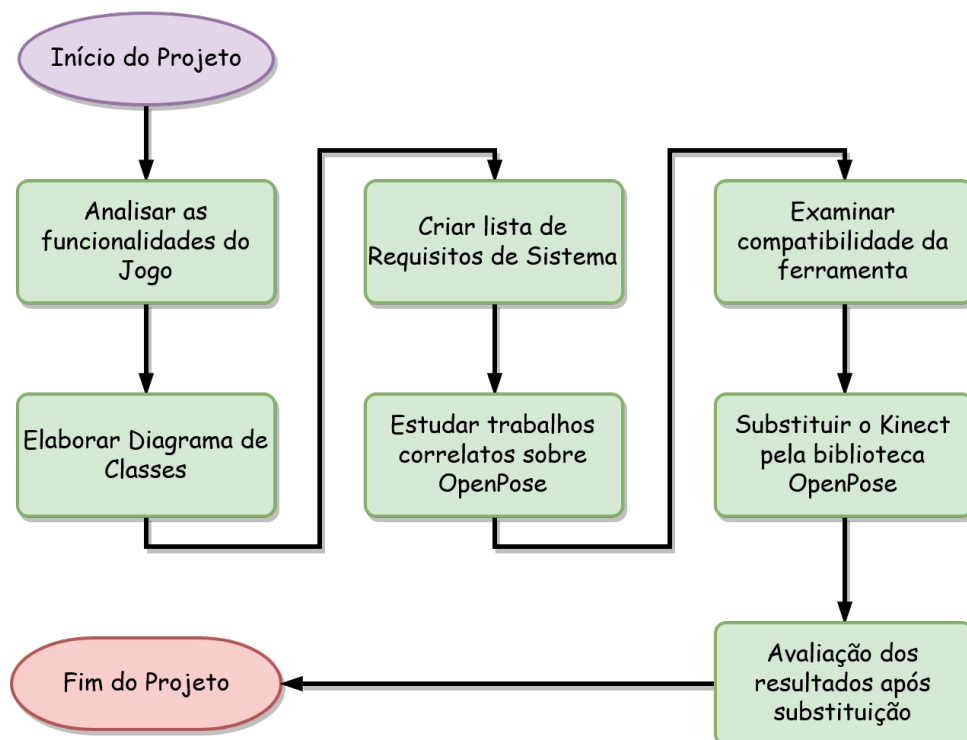 Início do Projeto
Analisar as
funcionalidades do
Jogo
Elaborar Diagrama de
Classes
Criar lista de
Requisitos de Sistema
Estudar trabalhos
correlatos sobre
OpenPose
Examinar
compatibilidade da
ferramenta
Substituir o Kinect
pela biblioteca
OpenPose
Avaliação dos
resultados após
substituição
Fim do Projeto